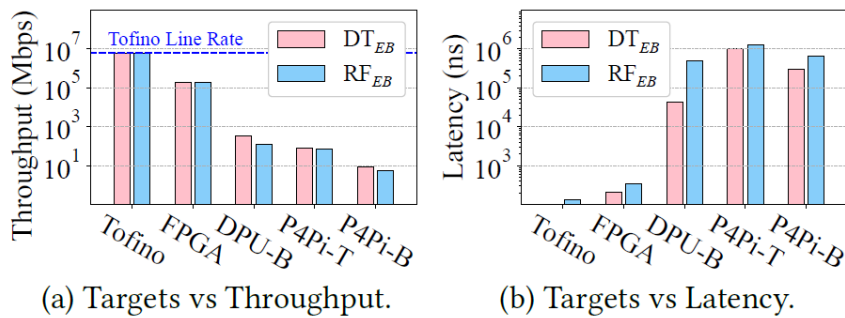 Throughput (Mbps)
10^7
10^5
10^3
10^1
Tofino Line Rate
DT_EB
RF_EB
Tofino
FPGA
DPU-B
P4Pi-T
P4Pi-B
(a) Targets vs Throughput.
Latency (ns)
10^6
10^5
10^4
10^3
DT_EB
RF_EB
Tofino
FPGA
DPU-B
P4Pi-T
P4Pi-B
(b) Targets vs Latency.